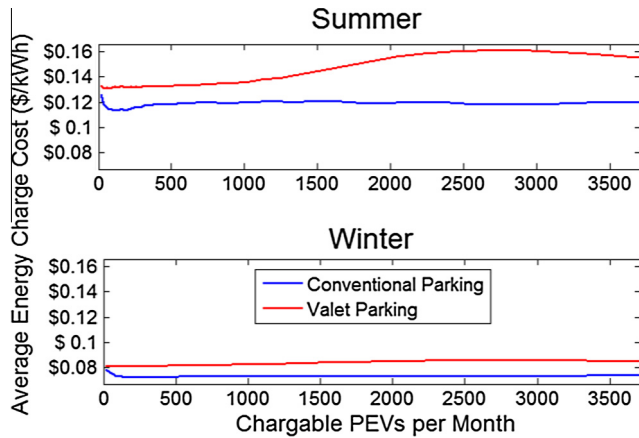 Summer
$0.16
$0.14
$0.12
$0.1
$0.08
0 500 1000 1500 2000 2500 3000 3500
Average Energy Charge Cost ($/kWh)
Winter
$0.16
$0.14
$0.12
$0.1
$0.08
Conventional Parking
Valet Parking
0 500 1000 1500 2000 2500 3000 3500
Chargable PEVs per Month